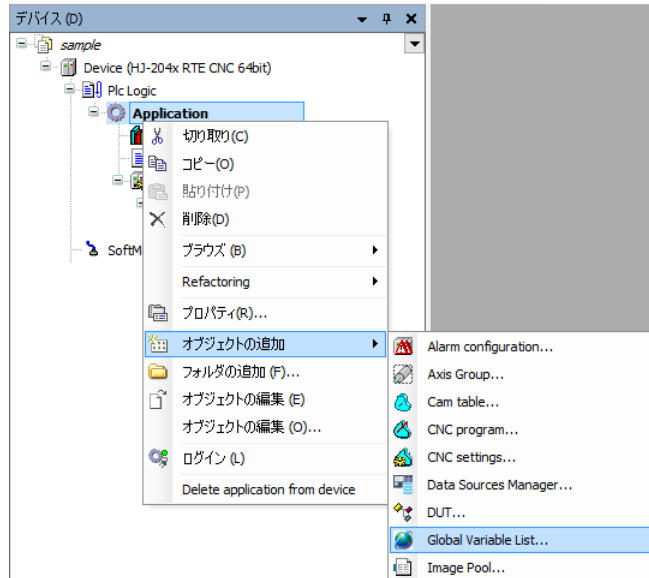 デバイス (D)
sample
Device (HJ-204x RTE CNC 64bit)
Plc Logic
Application
切り取り(C)
コピー(O)
貼り付け(P)
削除(D)
SoftM
ブラウズ (B)
Refactoring
プロパティ(R)...
オブジェクトの追加
フォルダの追加 (F)...
オブジェクトの編集 (E)
オブジェクトの編集 (O)...
ログイン (L)
Delete application from device
Alarm configuration...
Axis Group...
Cam table...
CNC program...
CNC settings...
Data Sources Manager...
DUT...
Global Variable List...
Image Pool...